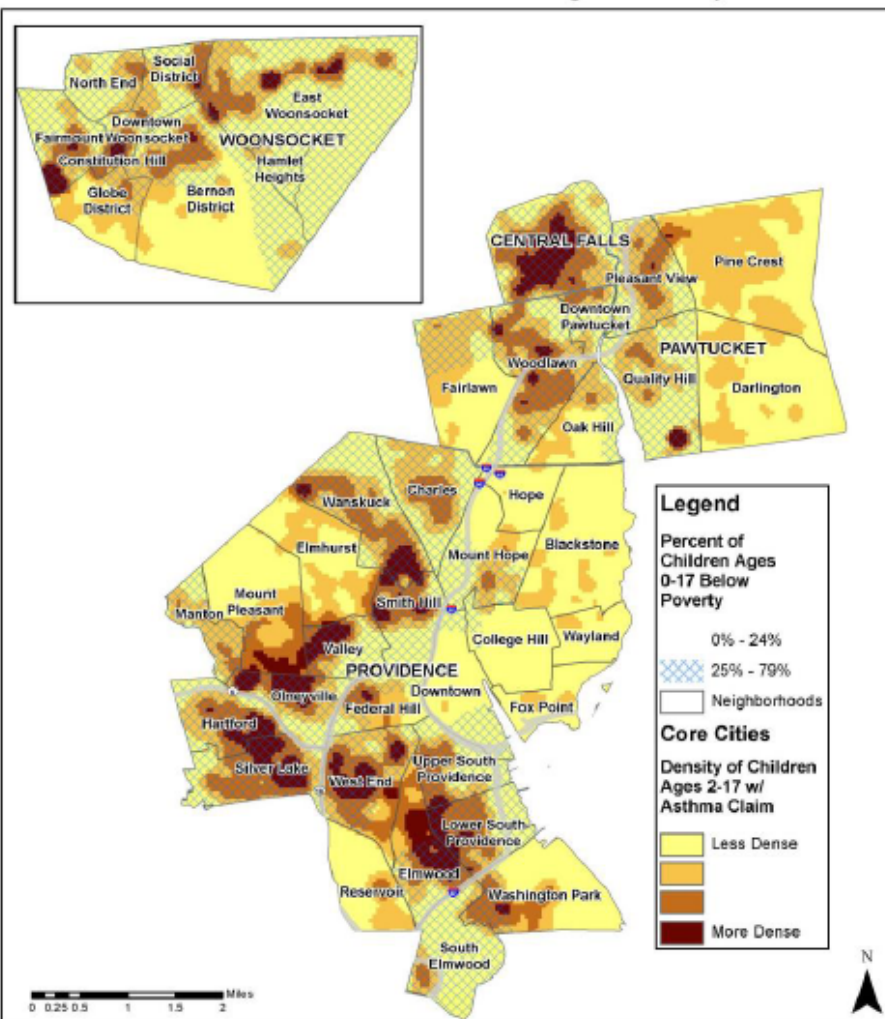 North End
Social
District
East
Woonsocket
Downtown
Fairmount Woonsocket
WOONSOCKET
Constitution Hill
Hamlet
Heights
Globe
District
Bernon
District
CENTRAL FALLS
Pleasant View
Pine Crest
Downtown
Pawtucket
PAWTUCKET
Woodlawn
Fairlawn
Quality Hill
Darlington
Oak Hill
Charles
Hope
Wanskuck
Blackstone
Elmhurst
Mount Hope
Mount
Pleasant
Manton
Smith Hill
College Hill
Wayland
Valley
PROVIDENCE
Downtown
Olneyville
Federal Hill
Fox Point
Hartford
Silver Lake
West End
Upper South
Providence
Lower South
Providence
Elmwood
Reservoir
Washington Park
South
Elmwood
Legend
Percent of
Children Ages
0-17 Below
Poverty
0% - 24%
25% - 79%
Neighborhoods
Core Cities
Density of Children
Ages 2-17 w/
Asthma Claim
Less Dense
More Dense
N
Miles
0 0.25 0.5 1 1.5 2